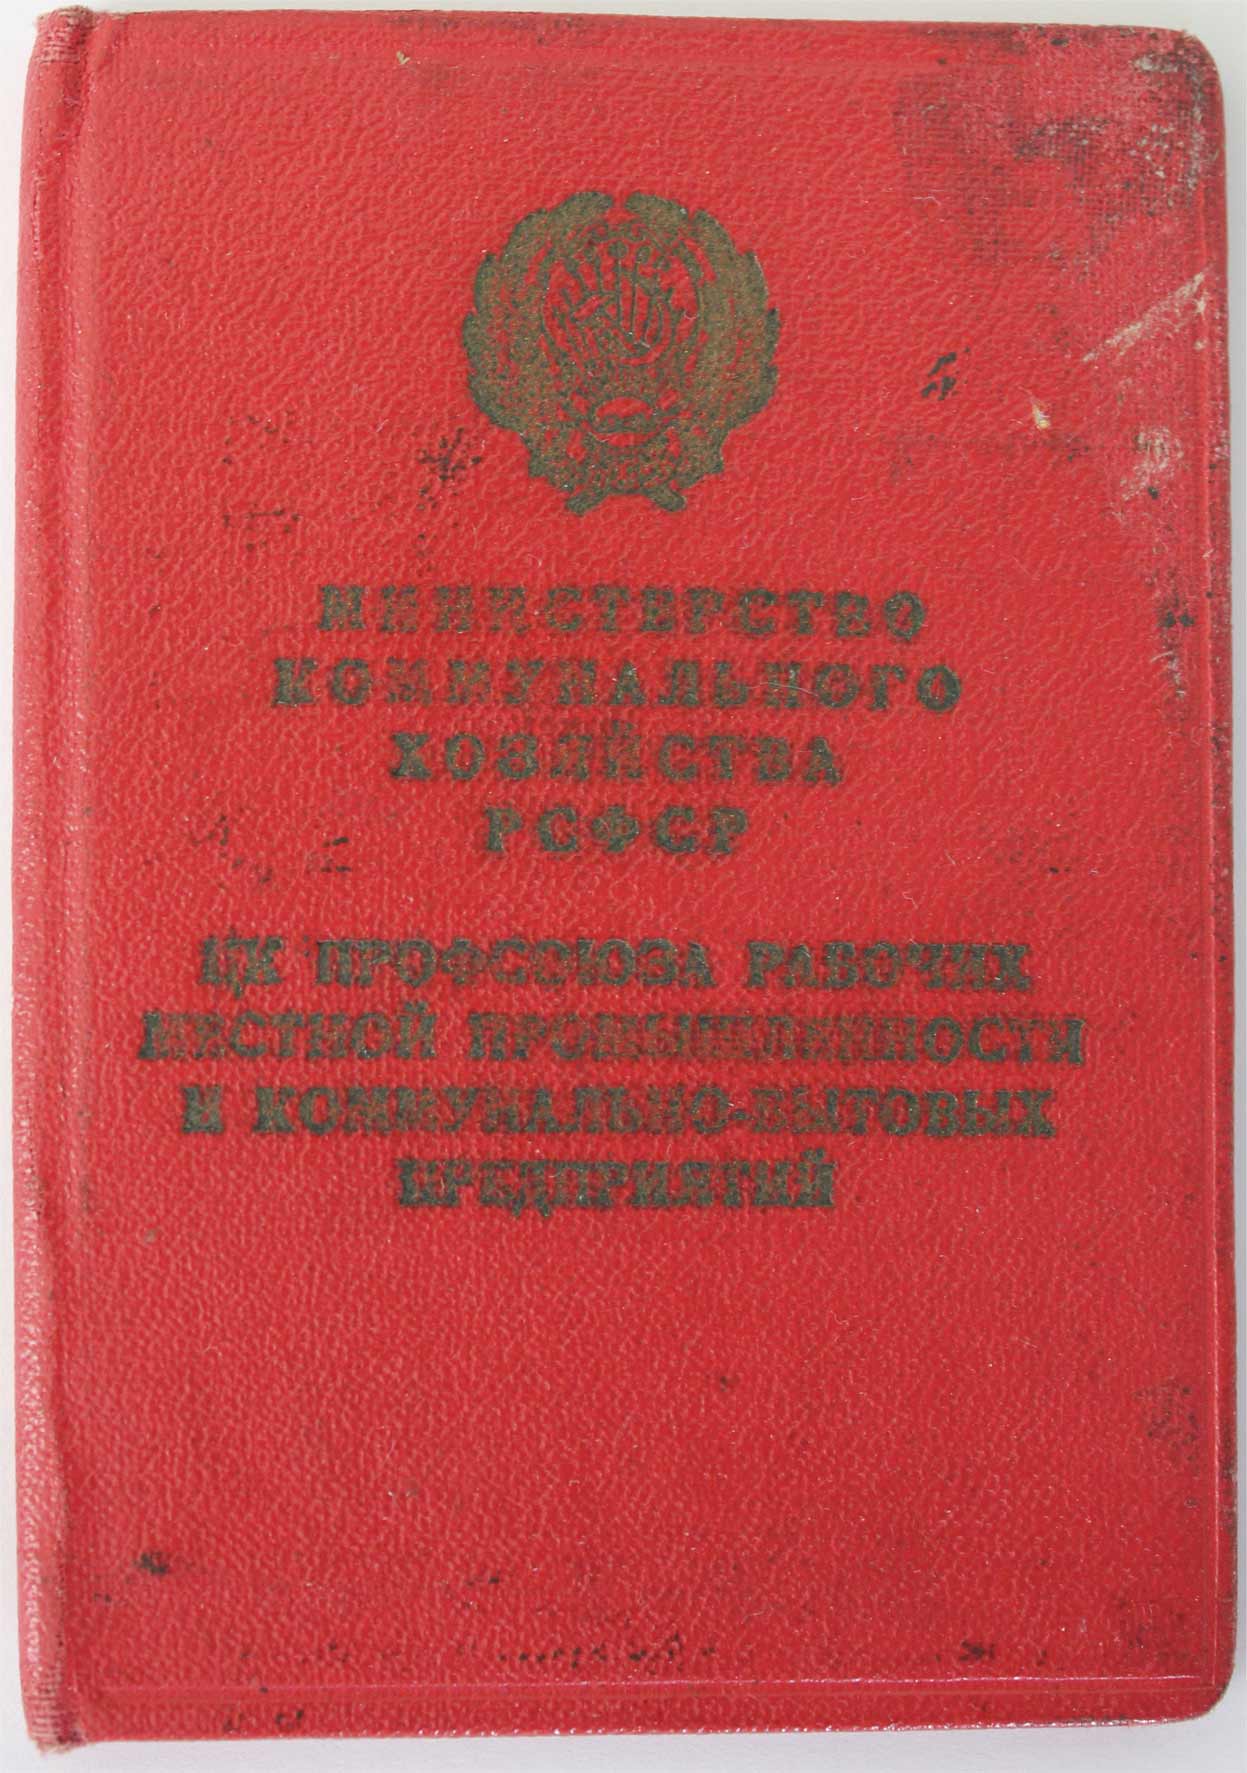 МИНИСТЕРСТВО
КОММУНАЛЬНОГО
ХОЗЯЙСТВА
РСФСР
ЦК ПРОФСОЮЗА РАБОЧИХ
МЕСТНОЙ ПРОМЫШЛЕННОСТИ
И КОММУНАЛЬНО-БЫТОВЫХ
ПРЕДПРИЯТИЙ